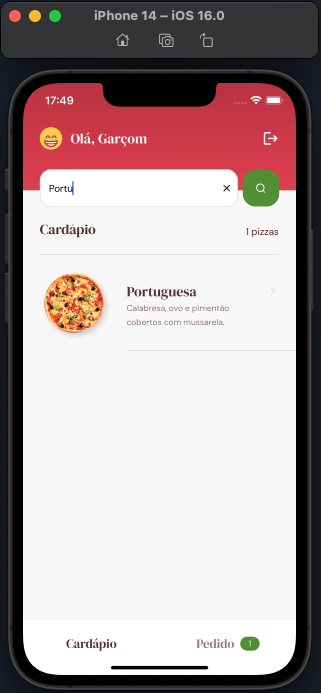 iPhone 14 – iOS 16.0
17:49
Olá, Garçom
Portu
Cardápio
1 pizzas
Portuguesa
Calabresa, ovo e pimentão
cobertos com mussarela.
Cardápio
Pedido
1